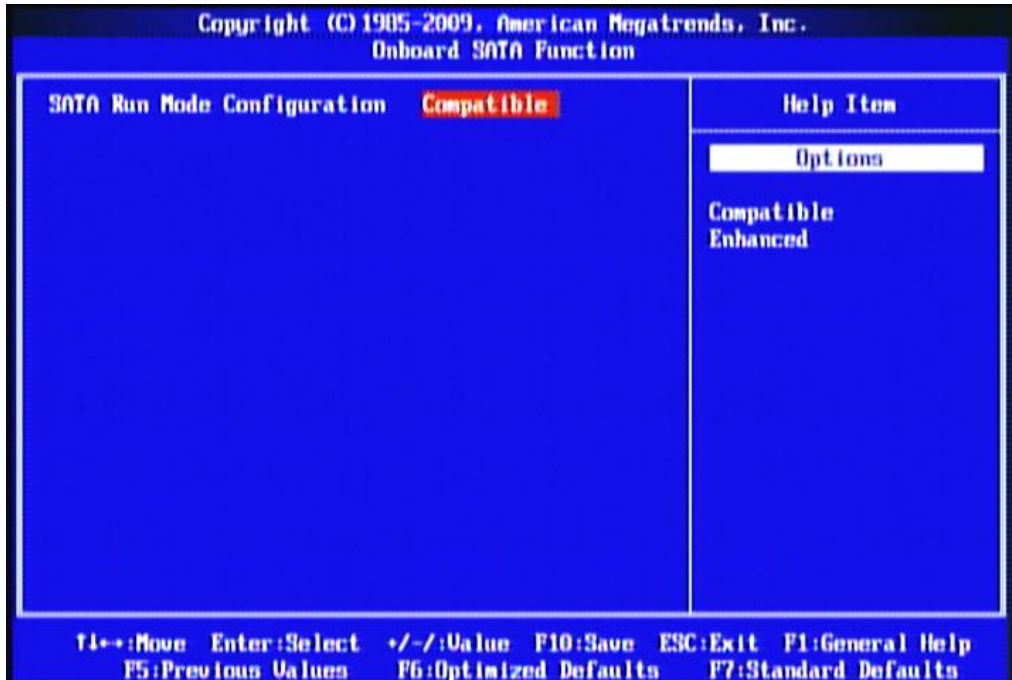 Copyright (C)1985-2009, American Megatrends, Inc.
Onboard SATA Function
SATA Run Mode Configuration Compatible
Help Item
Options
Compatible
Enhanced
↑↓←→:Move Enter:Select +/-/:Value F10:Save ESC:Exit F1:General Help
F5:Previous Values F6:Optimized Defaults F7:Standard Defaults